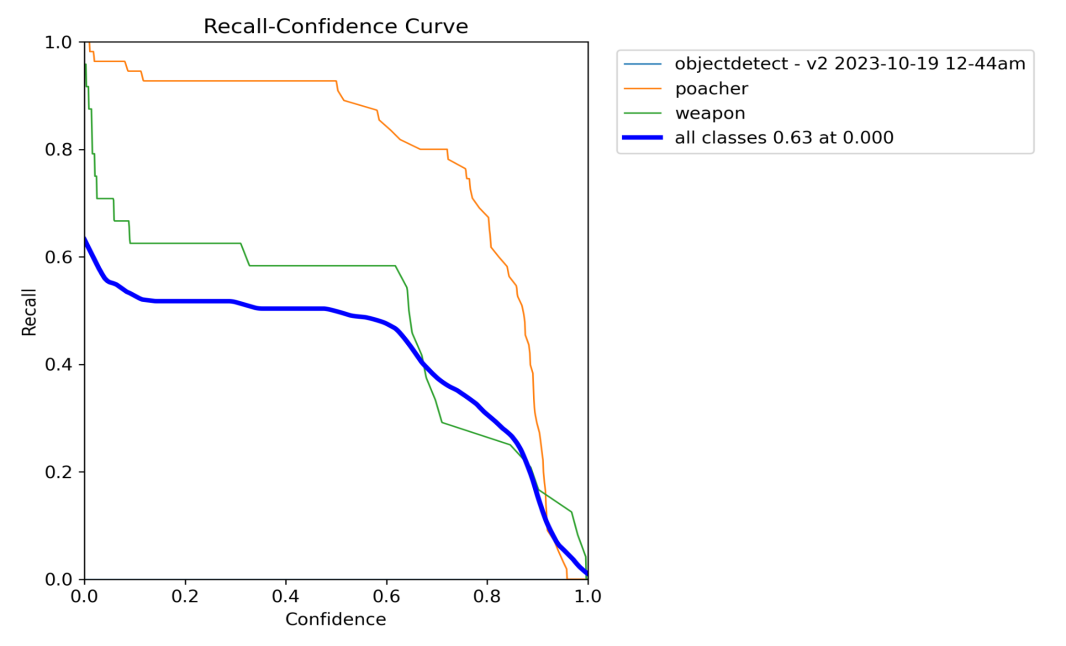 Recall-Confidence Curve
1.0
0.8
0.6
0.4
0.2
0.0
Recall
0.0 0.2 0.4 0.6 0.8 1.0
Confidence
objectdetect - v2 2023-10-19 12-44am
poacher
weapon
all classes 0.63 at 0.000